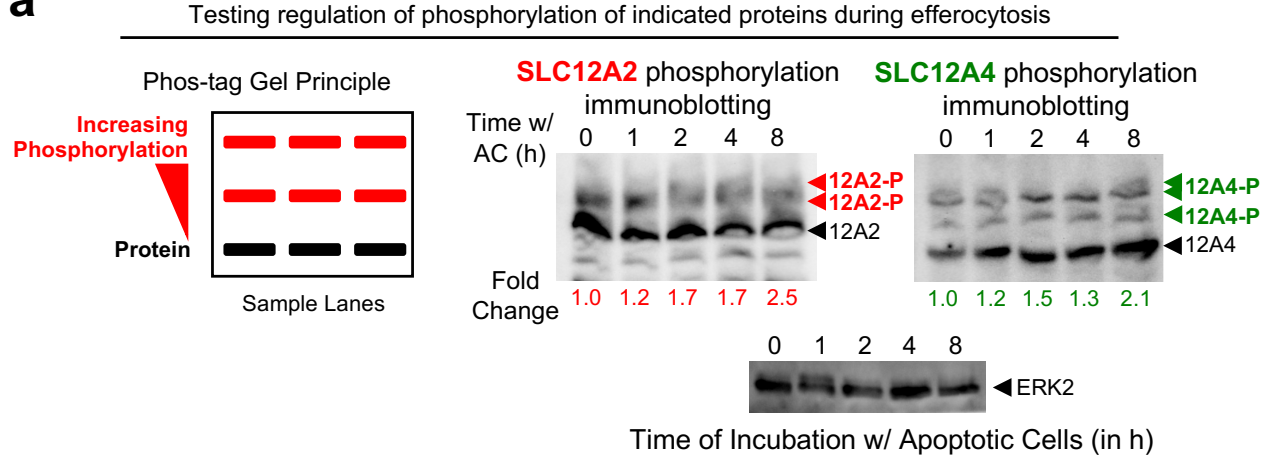 a
Testing regulation of phosphorylation of indicated proteins during efferocytosis
Phos-tag Gel Principle
Increasing
Phosphorylation
Protein
Sample Lanes
SLC12A2 phosphorylation
immunoblotting
Time w/
AC (h)
0 1 2 4 8
12A2-P
12A2-P
12A2
Fold
Change
1.0 1.2 1.7 1.7 2.5
SLC12A4 phosphorylation
immunoblotting
0 1 2 4 8
12A4-P
12A4-P
12A4
1.0 1.2 1.5 1.3 2.1
0 1 2 4 8
ERK2
Time of Incubation w/ Apoptotic Cells (in h)